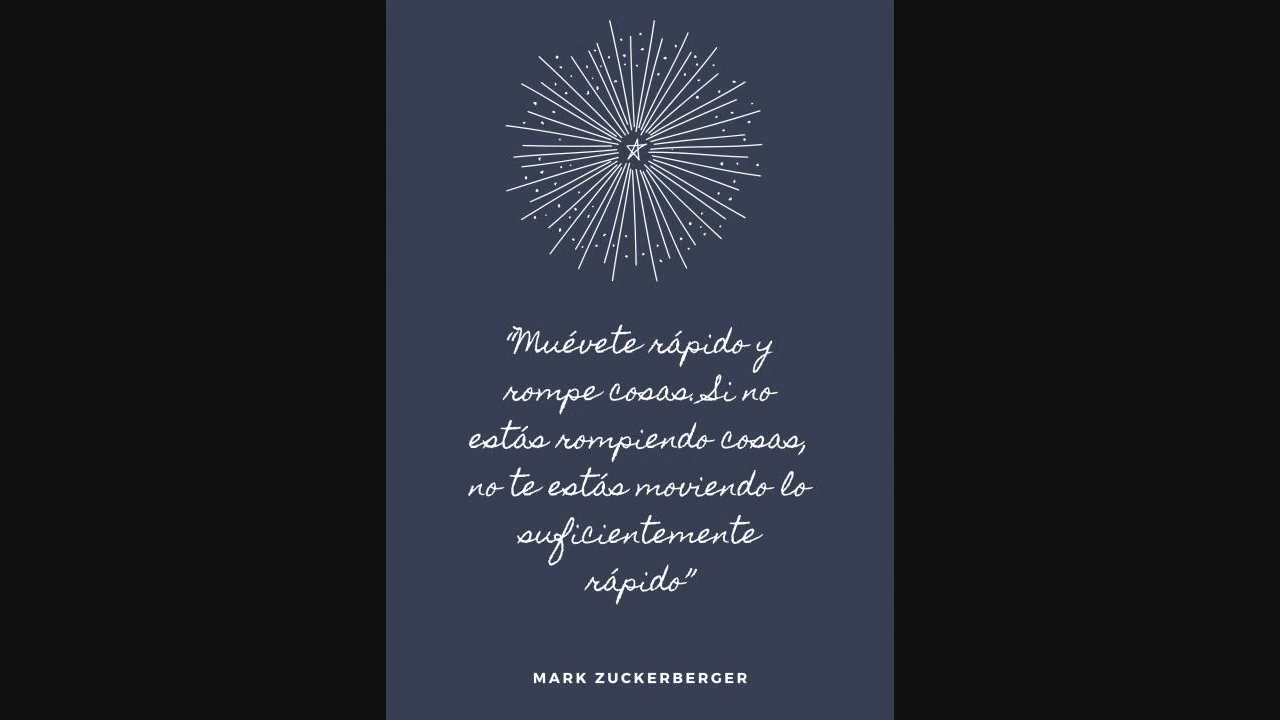 “Muévete rápido y
rompe cosas. Si no
estás rompiendo cosas,
no te estás moviendo lo
suficientemente
rápido”
MARK ZUCKERBERGER